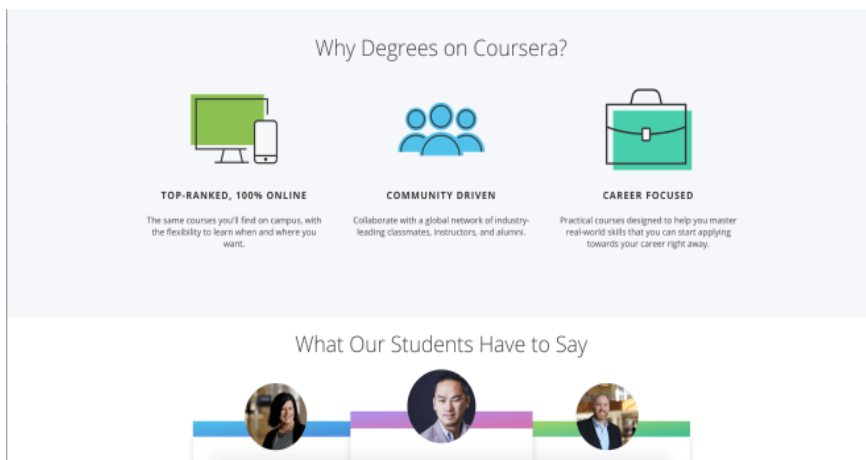 Why Degrees on Coursera?
TOP-RANKED, 100% ONLINE
The same courses you'll find on campus, with
the flexibility to learn when and where you
want.
COMMUNITY DRIVEN
Collaborate with a global network of industry-
leading classmates, instructors, and alumni.
CAREER FOCUSED
Practical courses designed to help you master
real-world skills that you can start applying
towards your career right away.
What Our Students Have to Say